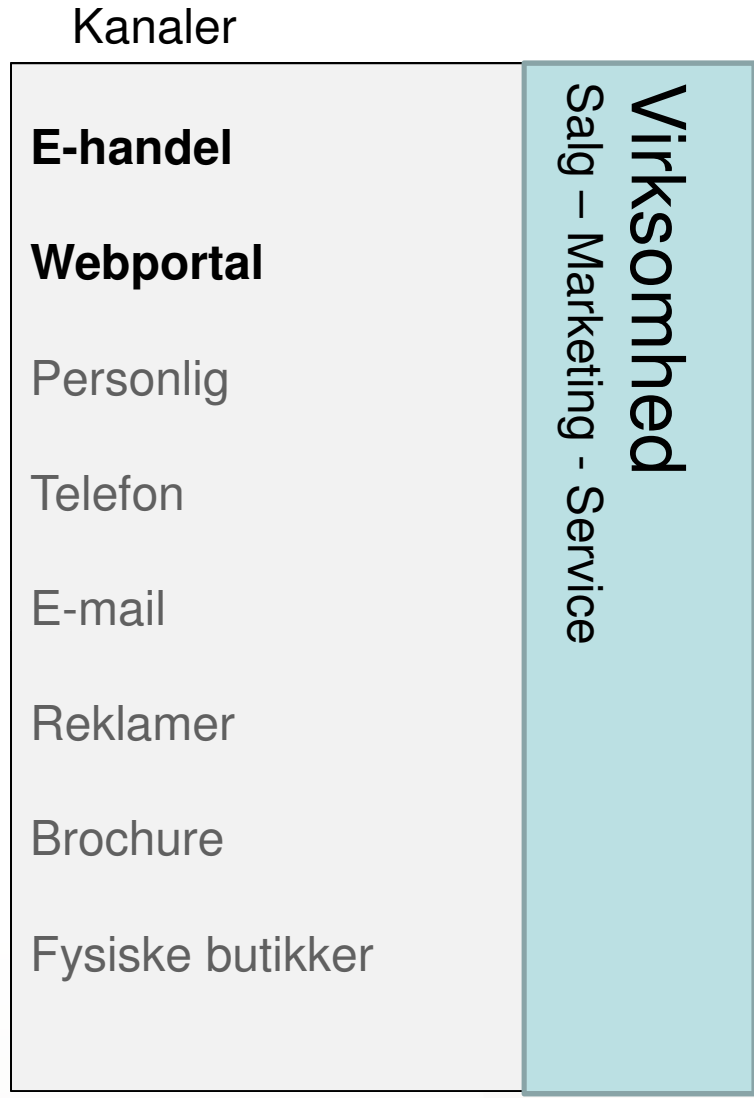 Kanaler
E-handel
Webportal
Personlig
Telefon
E-mail
Reklamer
Brochure
Fysiske butikker
Virksomhed
Salg – Marketing - Service